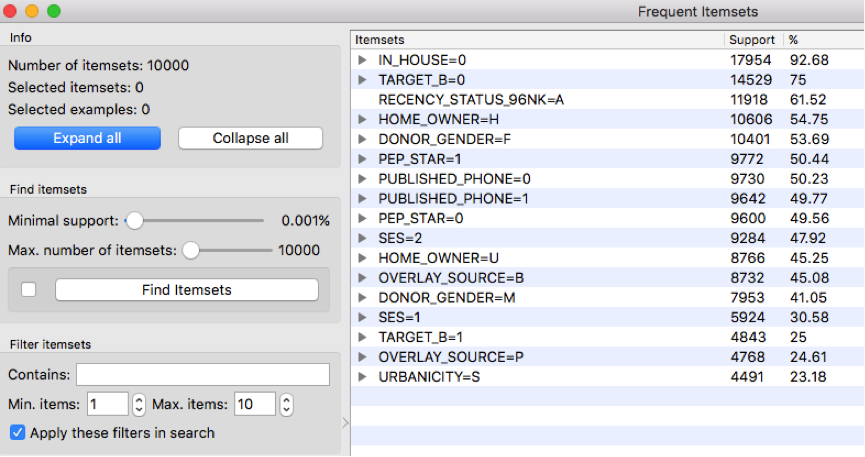 Frequent Itemsets
Info
Number of itemsets: 10000
Selected itemsets: 0
Selected examples: 0
Expand all Collapse all
Find itemsets
Minimal support: 0.001%
Max. number of itemsets: 10000
Find Itemsets
Filter itemsets
Contains:
Min. items: 1 Max. items: 10
Apply these filters in search
Itemsets Support %
IN_HOUSE=0 17954 92.68
TARGET_B=0 14529 75
RECENCY_STATUS_96NK=A 11918 61.52
HOME_OWNER=H 10606 54.75
DONOR_GENDER=F 10401 53.69
PEP_STAR=1 9772 50.44
PUBLISHED_PHONE=0 9730 50.23
PUBLISHED_PHONE=1 9642 49.77
PEP_STAR=0 9600 49.56
SES=2 9284 47.92
HOME_OWNER=U 8766 45.25
OVERLAY_SOURCE=B 8732 45.08
DONOR_GENDER=M 7953 41.05
SES=1 5924 30.58
TARGET_B=1 4843 25
OVERLAY_SOURCE=P 4768 24.61
URBANICITY=S 4491 23.18